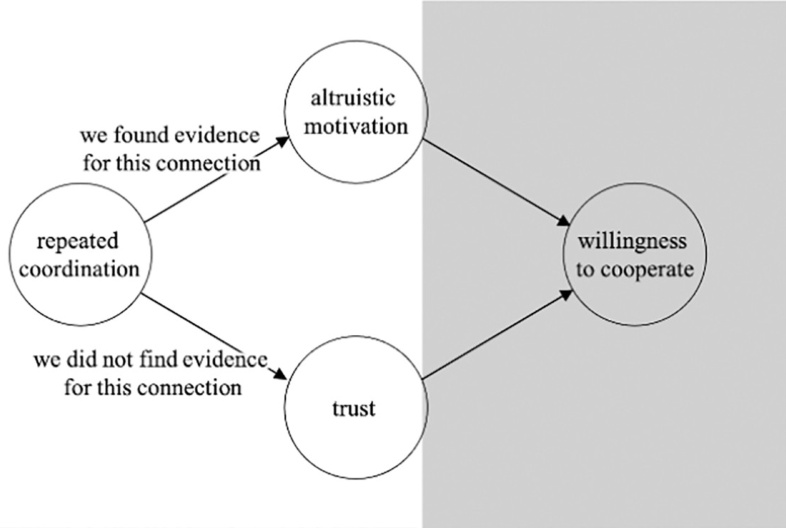 altruistic
motivation
we found evidence
for this connection
repeated
coordination
willingness
to cooperate
we did not find evidence
for this connection
trust